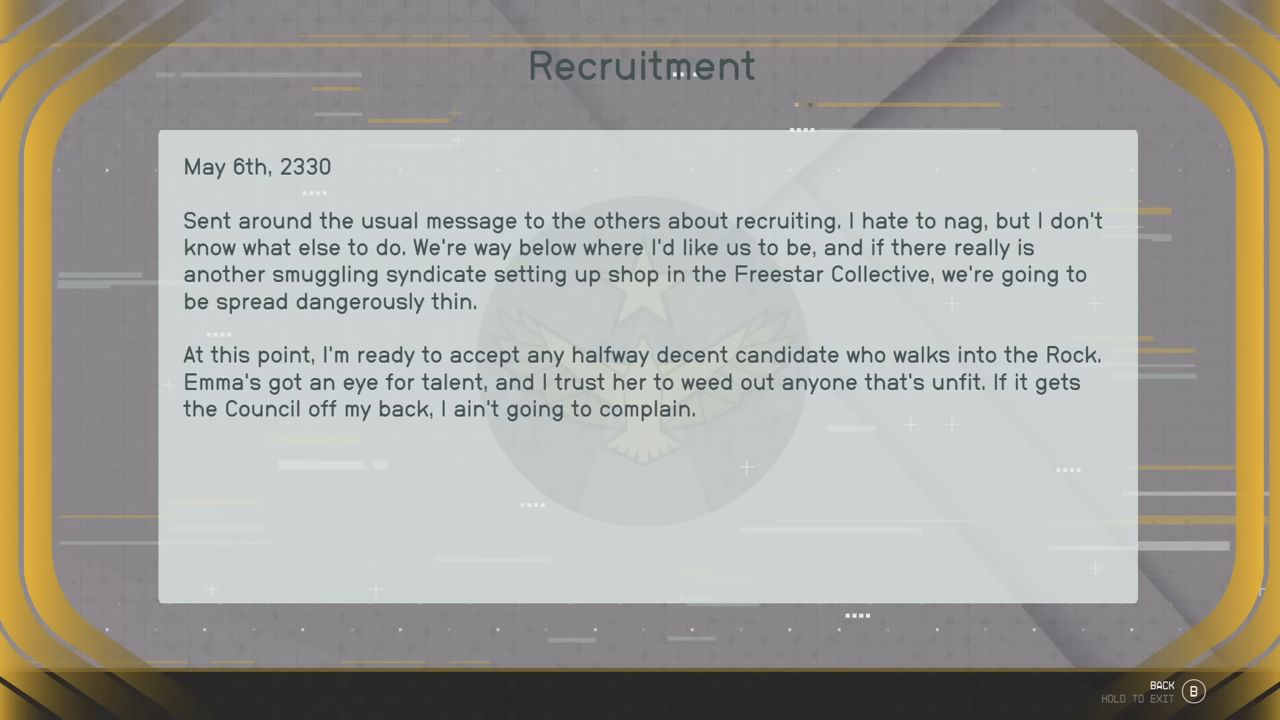 Recruitment
May 6th, 2330
Sent around the usual message to the others about recruiting. I hate to nag, but I don't
know what else to do. We're way below where I'd like us to be, and if there really is
another smuggling syndicate setting up shop in the Freestar Collective, we're going to
be spread dangerously thin.
At this point, I'm ready to accept any halfway decent candidate who walks into the Rock.
Emma's got an eye for talent, and I trust her to weed out anyone that's unfit. If it gets
the Council off my back, I ain't going to complain.
BACK
HOLD TO EXIT
B